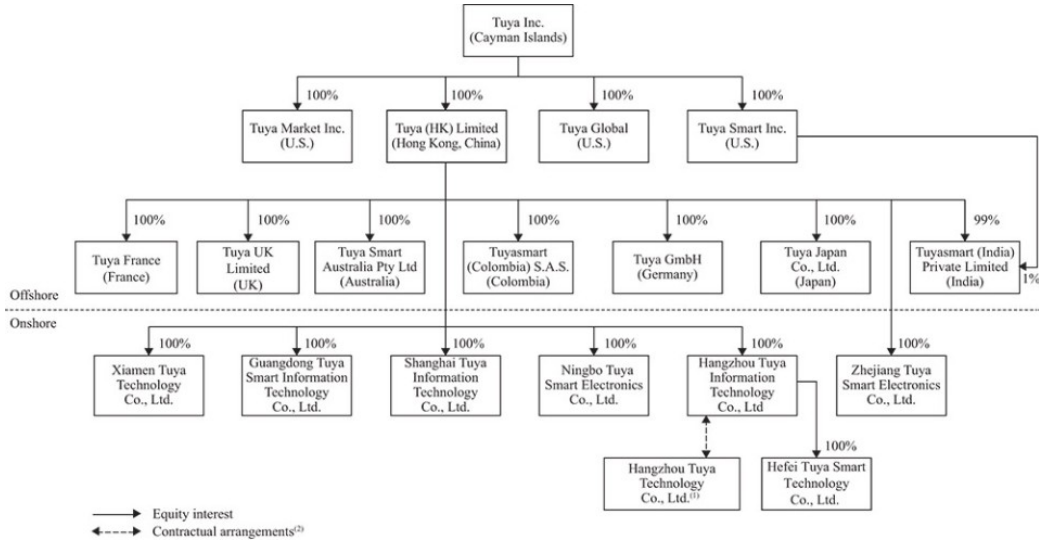 Tuya Inc.
(Cayman Islands)
100%
100%
100%
100%
Tuya Market Inc.
(U.S.)
Tuya (HK) Limited
(Hong Kong, China)
Tuya Global
(U.S.)
Tuya Smart Inc.
(U.S.)
100%
100%
100%
100%
100%
100%
99%
Tuya France
(France)
Tuya UK
Limited
(UK)
Tuya Smart
Australia Pty Ltd
(Australia)
Tuyasmart
(Colombia) S.A.S.
(Colombia)
Tuya GmbH
(Germany)
Tuya Japan
Co., Ltd.
(Japan)
Tuyasmart (India)
Private Limited
(India)
1%
Offshore
Onshore
100%
100%
100%
100%
100%
100%
Xiamen Tuya
Technology
Co., Ltd.
Guangdong Tuya
Smart Information
Technology
Co., Ltd.
Shanghai Tuya
Information
Technology
Co., Ltd.
Ningbo Tuya
Smart Electronics
Co., Ltd.
Hangzhou Tuya
Information
Technology
Co., Ltd
Zhejiang Tuya
Smart Electronics
Co., Ltd.
100%
Hangzhou Tuya
Technology
Co., Ltd.(1)
Hefei Tuya Smart
Technology
Co., Ltd.
Equity interest
Contractual arrangements(2)